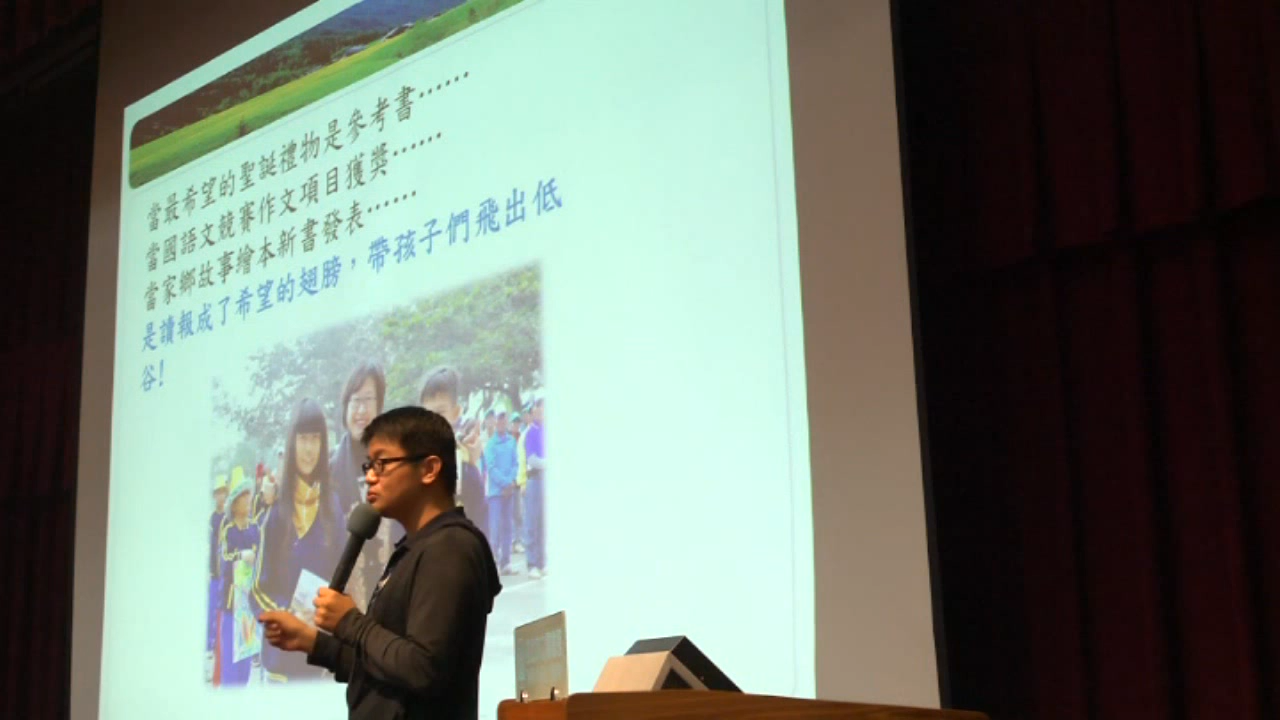 當最希望的聖誕禮物是參考書⋯⋯
當國語文競賽作文項目獲獎⋯⋯
當家鄉故事繪本新書發表⋯⋯
是讀報成了希望的翅膀，帶孩子們飛出低
谷!